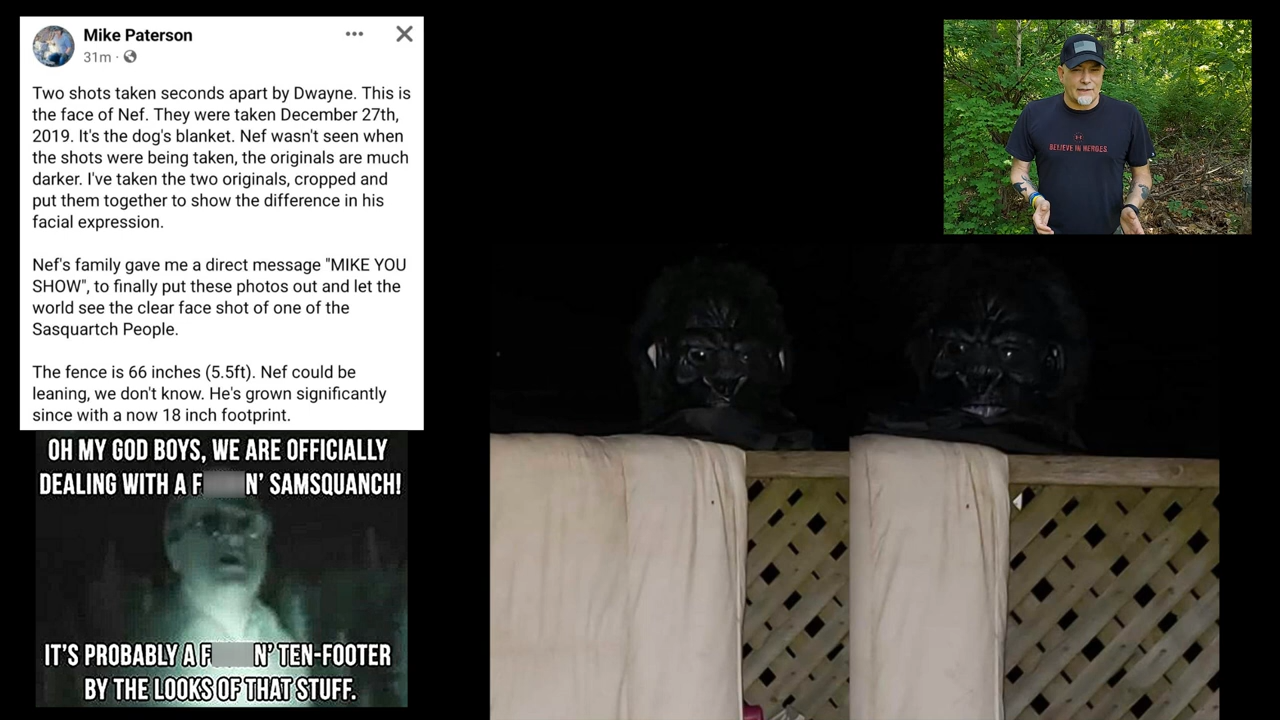 Mike Paterson
31m ·
Two shots taken seconds apart by Dwayne. This is
the face of Nef. They were taken December 27th,
2019. It's the dog's blanket. Nef wasn't seen when
the shots were being taken, the originals are much
darker. I've taken the two originals, cropped and
put them together to show the difference in his
facial expression.
Nef's family gave me a direct message "MIKE YOU
SHOW", to finally put these photos out and let the
world see the clear face shot of one of the
Sasquartch People.
The fence is 66 inches (5.5ft). Nef could be
leaning, we don't know. He's grown significantly
since with a now 18 inch footprint.
OH MY GOD BOYS, WE ARE OFFICIALLY
DEALING WITH A F N' SAMSQUANCH!
IT'S PROBABLY A F N' TEN-FOOTER
BY THE LOOKS OF THAT STUFF.
BELIEVE IN HEROES